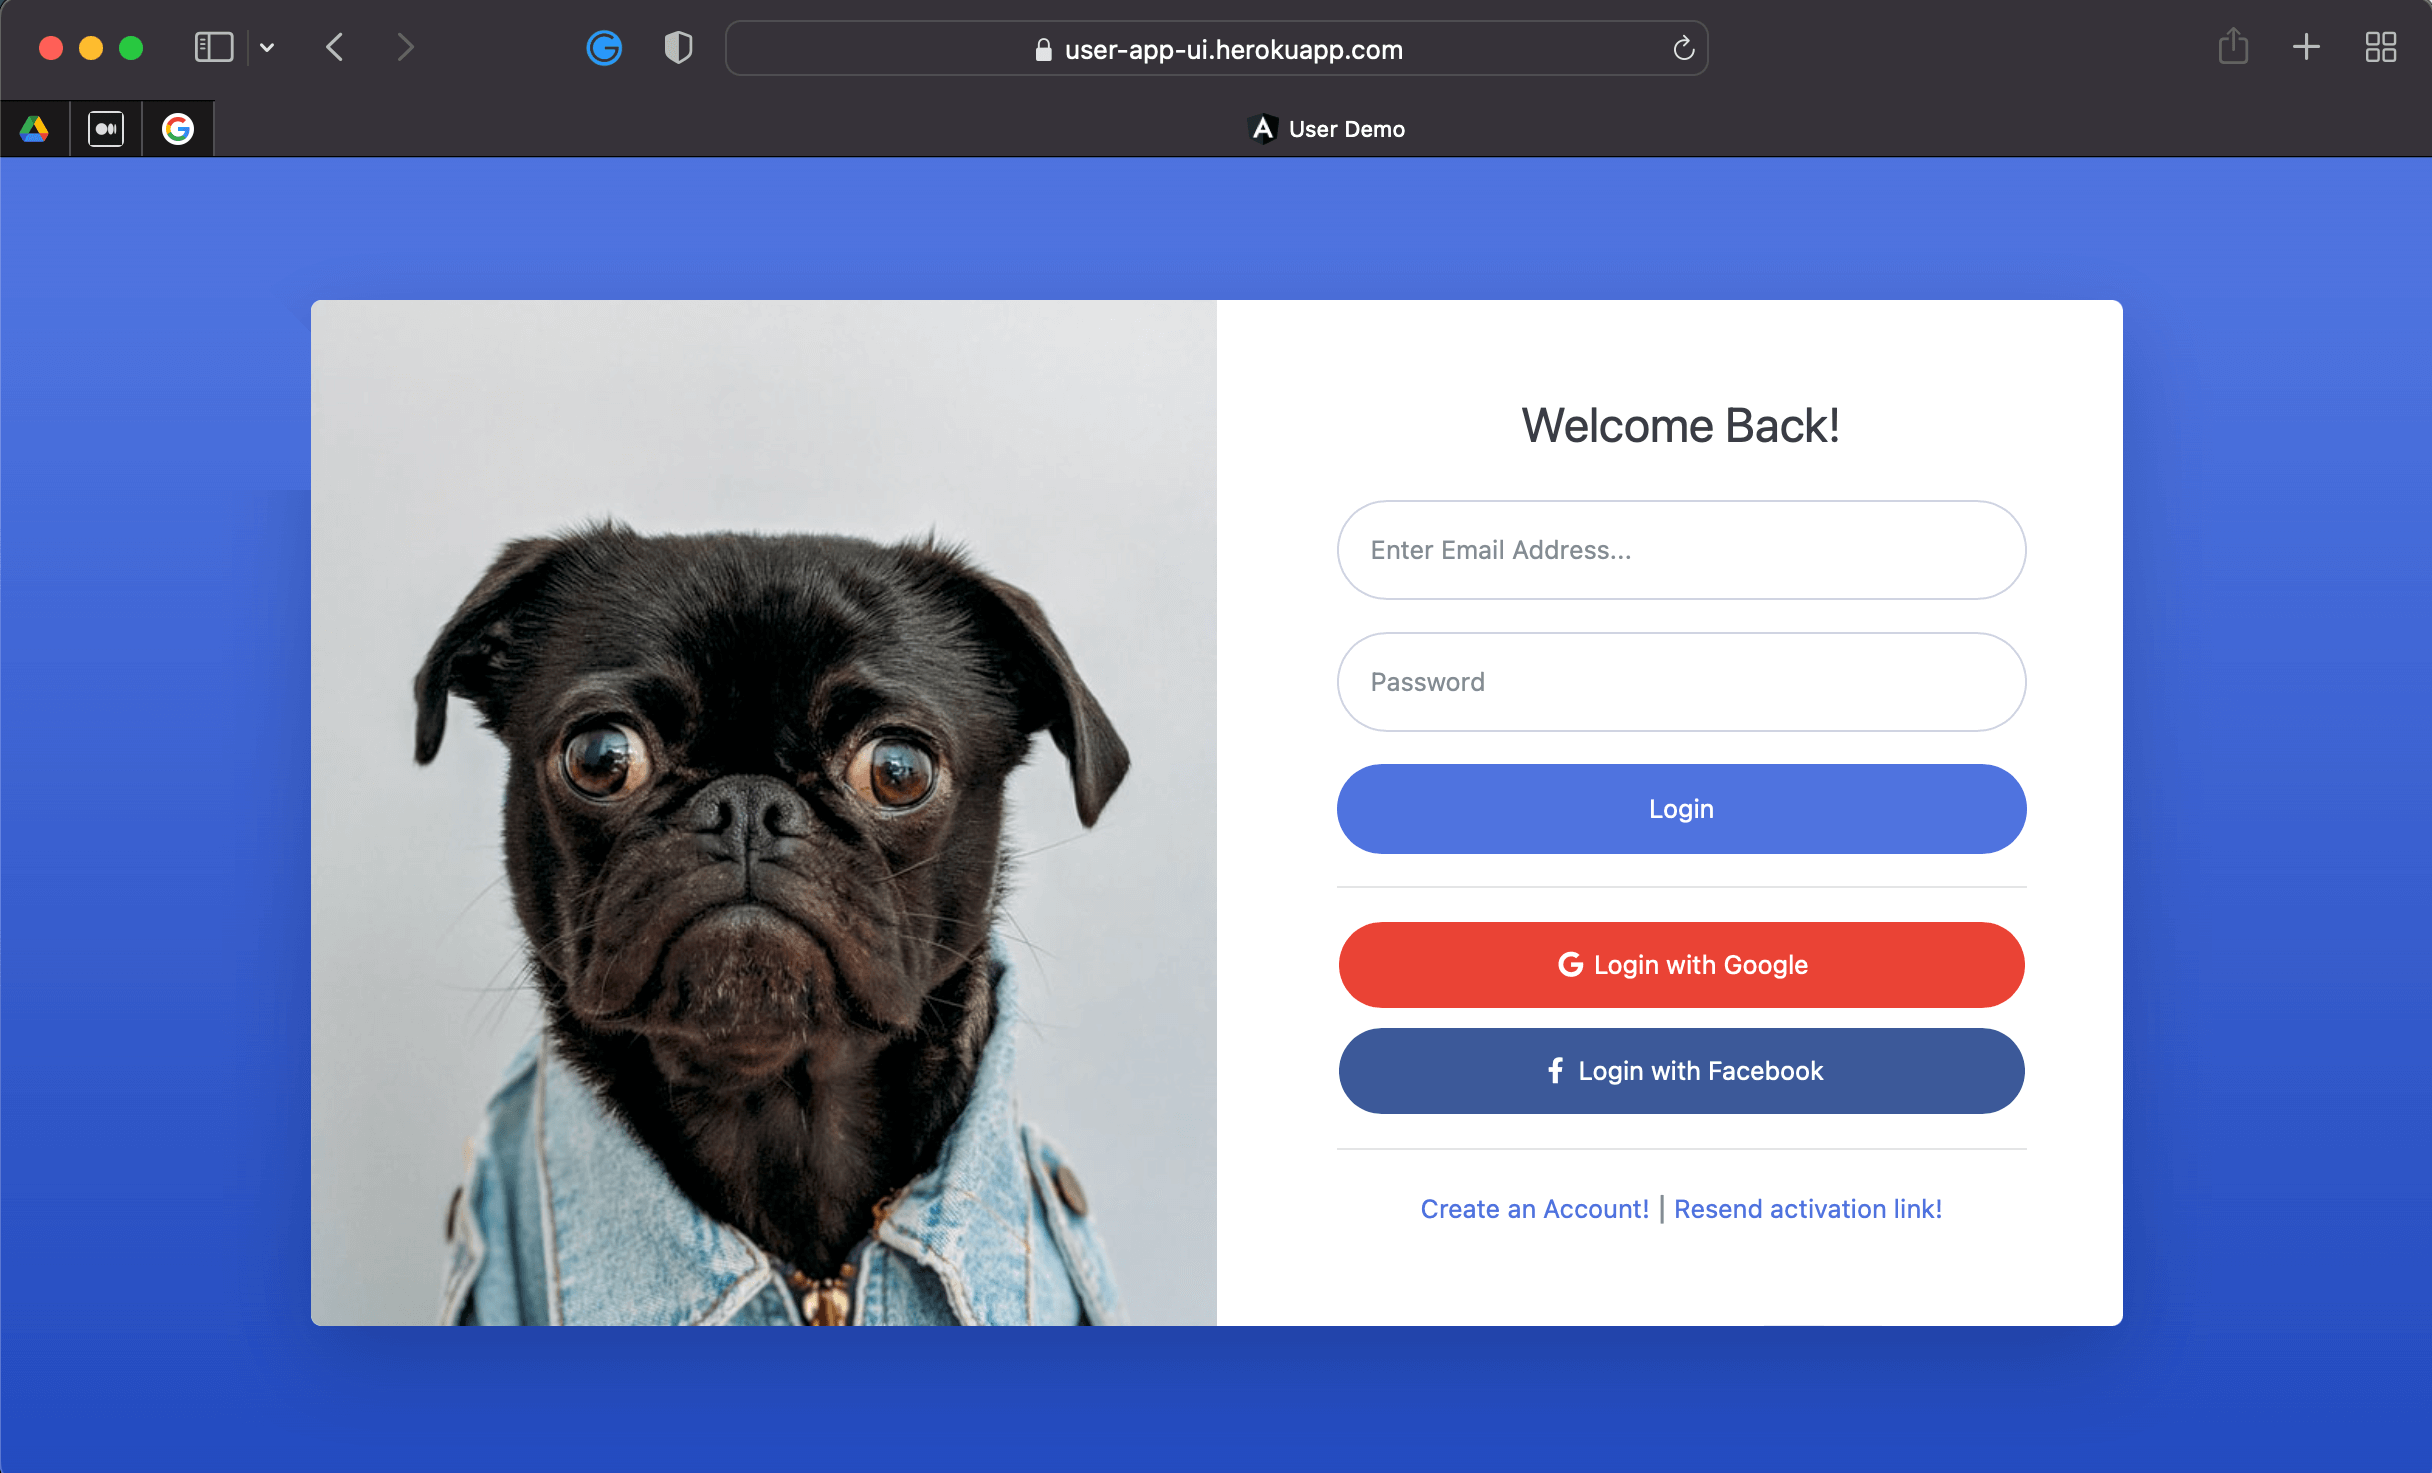 user-app-ui.herokuapp.com
User Demo
Welcome Back!
Enter Email Address...
Password
Login
Login with Google
Login with Facebook
Create an Account! | Resend activation link!